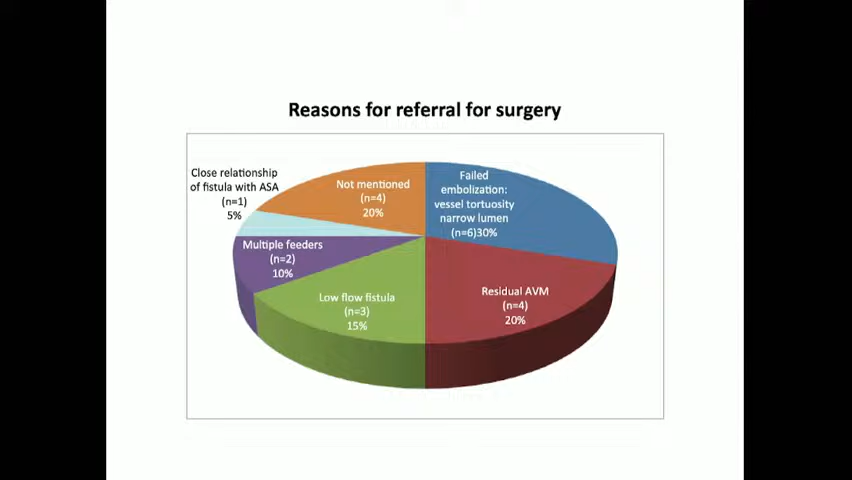 Reasons for referral for surgery
Close relationship
of fistula with ASA
(n=1)
5%
Not mentioned
(n=4)
20%
Failed
embolization:
vessel tortuosity
narrow lumen
(n=6)30%
Multiple feeders
(n=2)
10%
Low flow fistula
(n=3)
15%
Residual AVM
(n=4)
20%